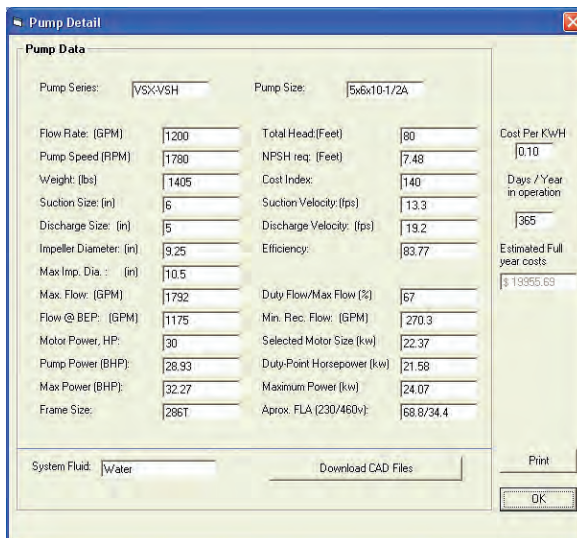 Pump Detail
Pump Data
Pump Series: VSX-VSH Pump Size: 5x6x10-1/2A
Flow Rate: (GPM) 1200 Total Head:(Feet) 80 Cost Per KWH
Pump Speed (RPM) 1780 NPSH req: (Feet) 7.48 0.10
Weight: (lbs) 1405 Cost Index: 140 Days / Year
Suction Size: (in) 6 Suction Velocity: (fps) 13.3 in operation
Discharge Size: (in) 5 Discharge Velocity: (fps) 19.2 365
Impeller Diameter: (in) 9.25 Efficiency: 83.77 Estimated Full
Max Imp. Dia. : (in) 10.5 year costs
Max. Flow: (GPM) 1792 Duty Flow/Max Flow (%) 67 $ 19955.69
Flow @ BEP: (GPM) 1175 Min. Rec. Flow: (GPM) 270.3
Motor Power, HP: 30 Selected Motor Size (kw) 22.37
Pump Power (BHP): 28.93 Duty-Point Horsepower (kw) 21.58
Max Power (BHP): 32.27 Maximum Power (kw) 24.07
Frame Size: 286T Aprox. FLA (230/460v): 68.8/34.4
System Fluid: Water Download CAD Files Print
OK